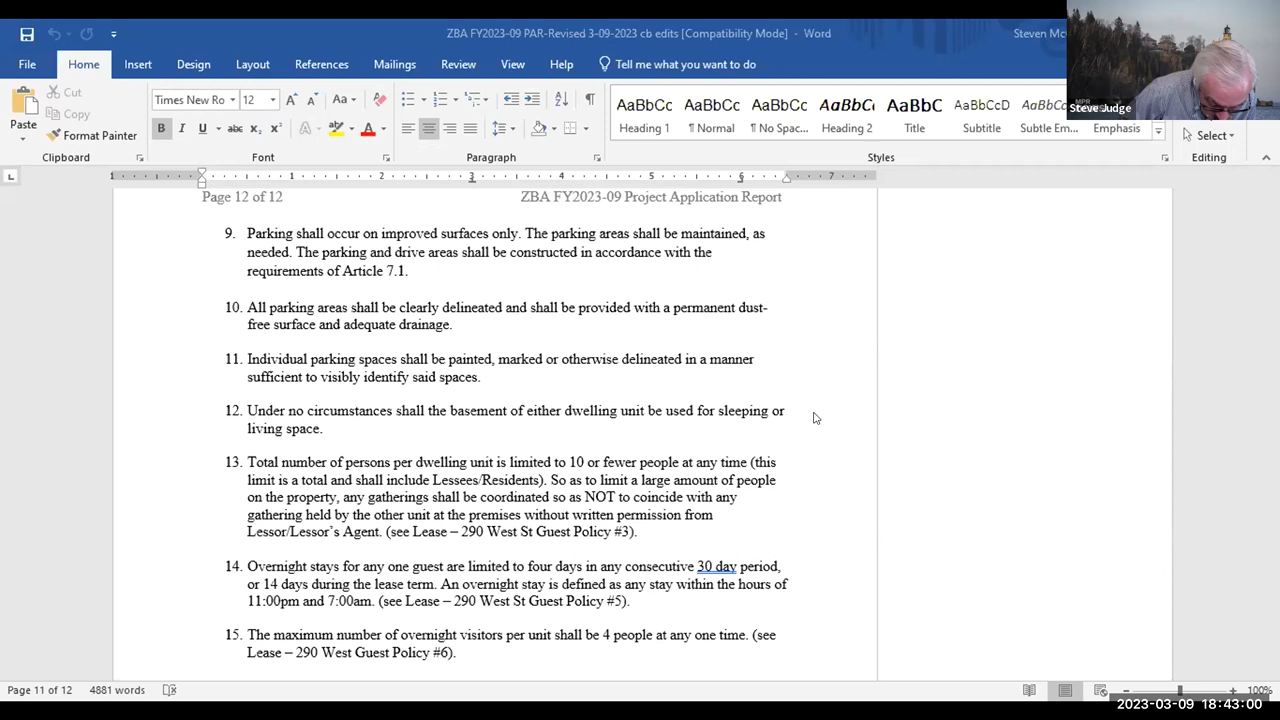 ZBA FY2023-09 PAR-Revised 3-09-2023 cb edits [Compatibility Mode] - Word
Steven Mc
File Home Insert Design Layout References Mailings Review View Help Tell me what you want to do
Paste
Cut
Copy
Format Painter
Times New Ro 12
AaBbCc AaBbCc AaBbCc AaBbCc AaBbC AaBbCcD
Heading 1 ¶ Normal ¶ No Spac... Heading 2 Title Subtitle Subtle Em... Emphasis
Select
Clipboard Font Paragraph Styles Editing
MPR
Steve Judge
1 1 2 3 4 5 6 7
Page 12 of 12 ZBA FY2023-09 Project Application Report
9. Parking shall occur on improved surfaces only. The parking areas shall be maintained, as
needed. The parking and drive areas shall be constructed in accordance with the
requirements of Article 7.1.
10. All parking areas shall be clearly delineated and shall be provided with a permanent dust-
free surface and adequate drainage.
11. Individual parking spaces shall be painted, marked or otherwise delineated in a manner
sufficient to visibly identify said spaces.
12. Under no circumstances shall the basement of either dwelling unit be used for sleeping or
living space.
13. Total number of persons per dwelling unit is limited to 10 or fewer people at any time (this
limit is a total and shall include Lessees/Residents). So as to limit a large amount of people
on the property, any gatherings shall be coordinated so as NOT to coincide with any
gathering held by the other unit at the premises without written permission from
Lessor/Lessor's Agent. (see Lease – 290 West St Guest Policy #3).
14. Overnight stays for any one guest are limited to four days in any consecutive 30 day period,
or 14 days during the lease term. An overnight stay is defined as any stay within the hours of
11:00pm and 7:00am. (see Lease – 290 West St Guest Policy #5).
15. The maximum number of overnight visitors per unit shall be 4 people at any one time. (see
Lease – 290 West Guest Policy #6).
Page 11 of 12 4891 words 100%
2023-03-09 18:43:00